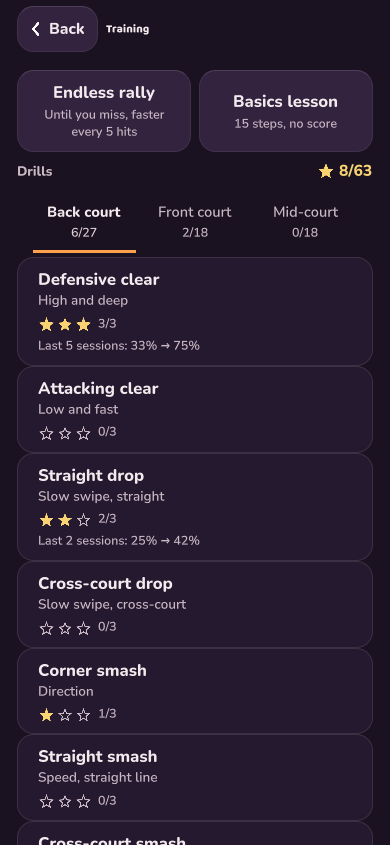 Back
Training
Endless rally
Until you miss, faster
every 5 hits
Basics lesson
15 steps, no score
Drills
8/63
Back court
6/27
Front court
2/18
Mid-court
0/18
Defensive clear
High and deep
3/3
Last 5 sessions: 33% → 75%
Attacking clear
Low and fast
0/3
Straight drop
Slow swipe, straight
2/3
Last 2 sessions: 25% → 42%
Cross-court drop
Slow swipe, cross-court
0/3
Corner smash
Direction
1/3
Straight smash
Speed, straight line
0/3
Cross-court smash